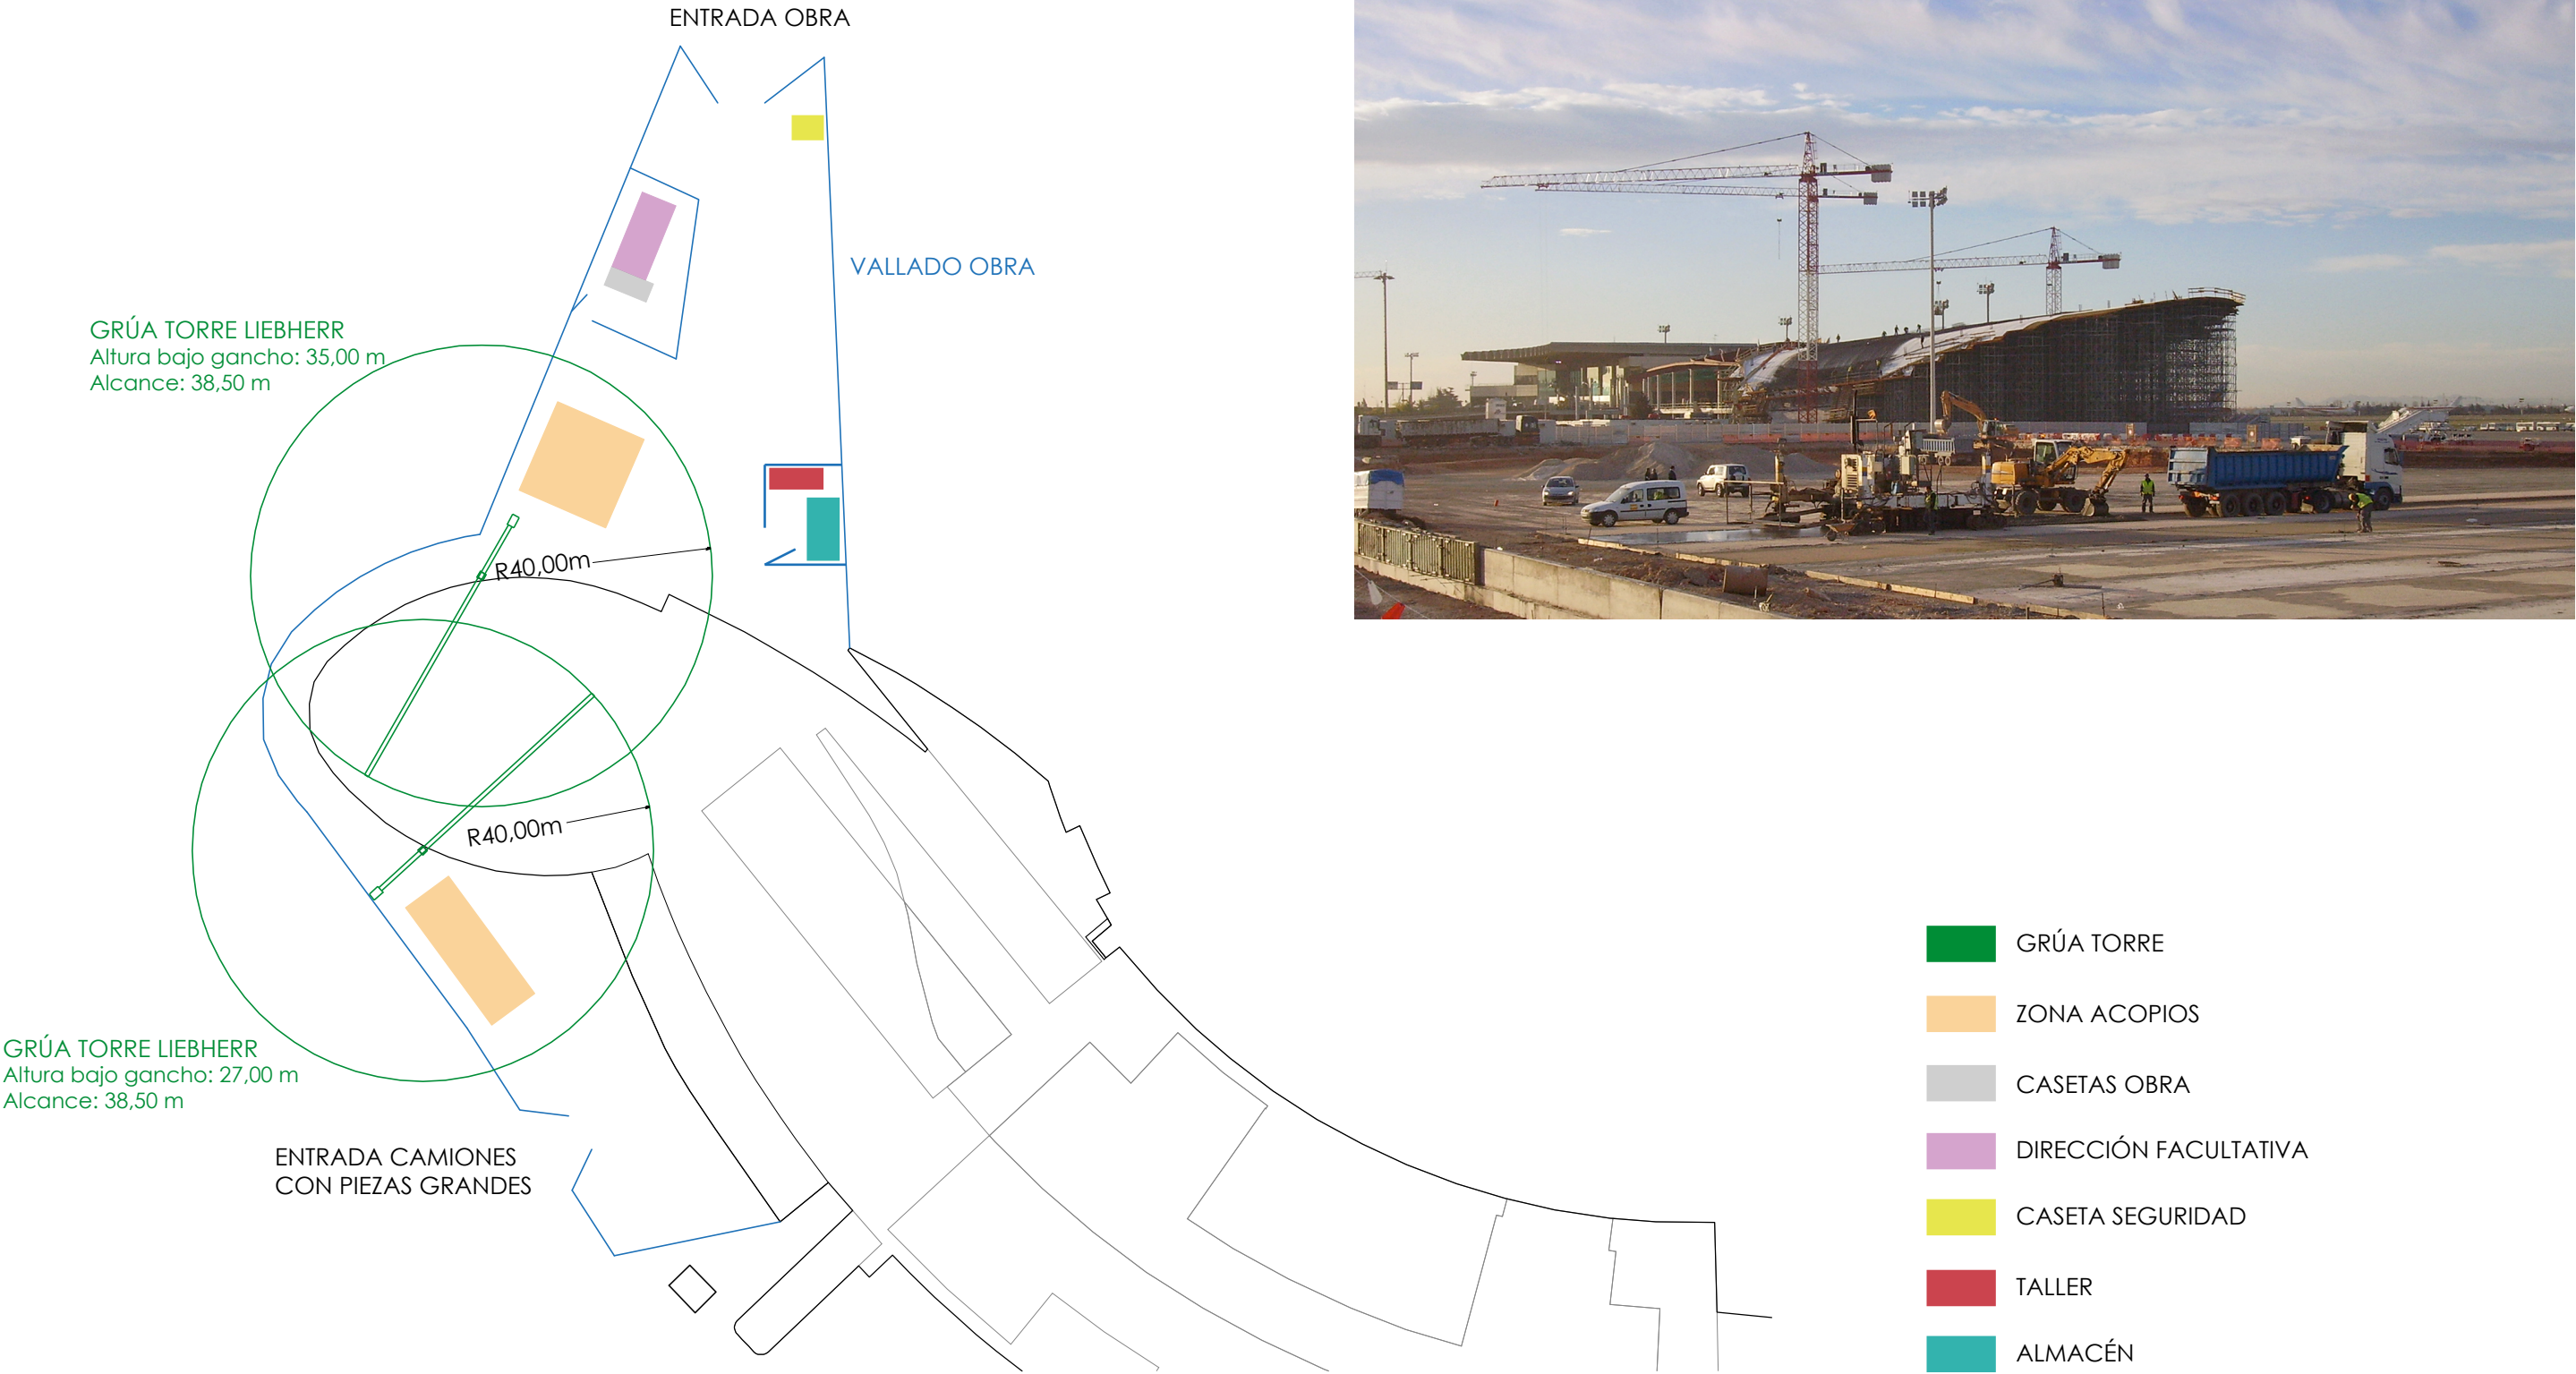 ENTRADA OBRA
VALLADO OBRA
GRÚA TORRE LIEBHERR
Altura bajo gancho: 35,00 m
Alcance: 38,50 m
R40,00m
R40,00m
GRÚA TORRE LIEBHERR
Altura bajo gancho: 27,00 m
Alcance: 38,50 m
ENTRADA CAMIONES
CON PIEZAS GRANDES
GRÚA TORRE
ZONA ACOPIOS
CASETAS OBRA
DIRECCIÓN FACULTATIVA
CASETA SEGURIDAD
TALLER
ALMACÉN